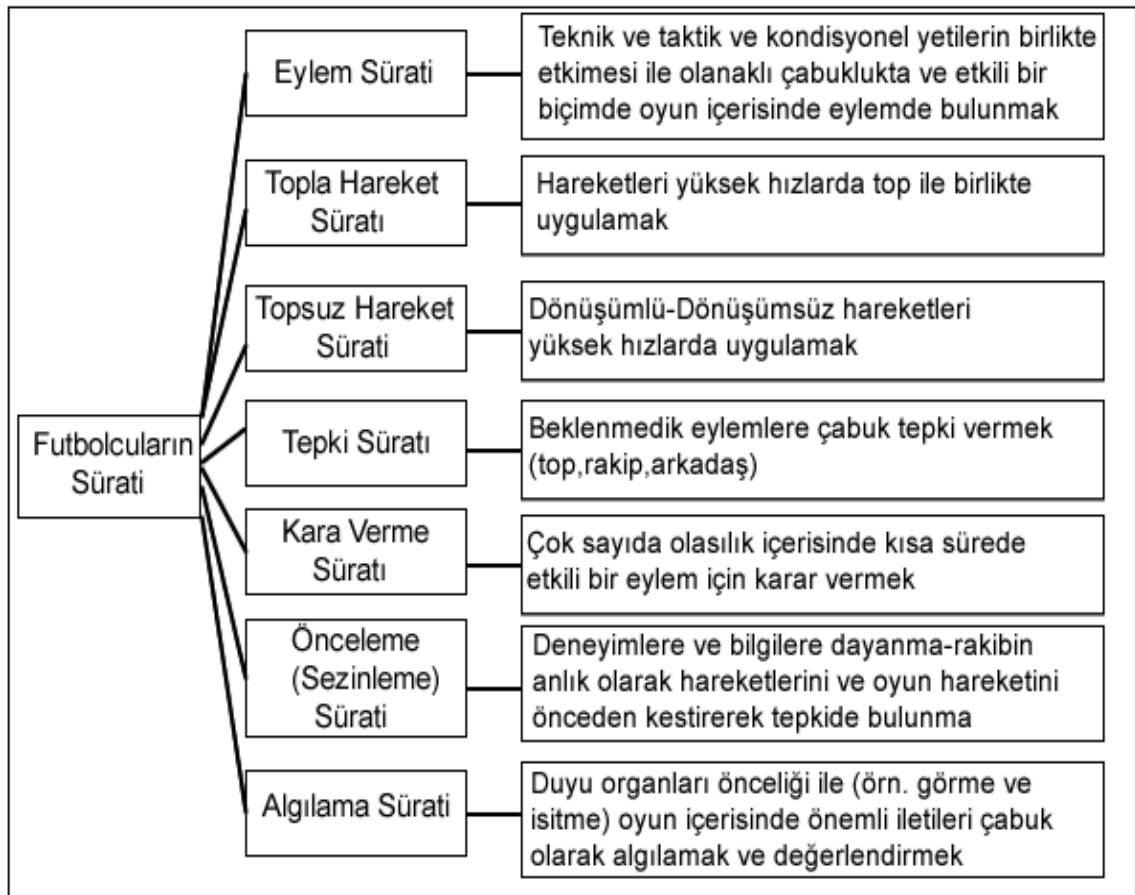 Futbolcuların
Sürati
Eylem Sürati
Teknik ve taktik ve kondisyonel yetilerin birlikte
etkimesi ile olanaklı çabuklukta ve etkili bir
biçimde oyun içerisinde eylemde bulunmak
Topla Hareket
Süratı
Hareketleri yüksek hızlarda top ile birlikte
uygulamak
Topsuz Hareket
Sürati
Dönüşümlü-Dönüşümsüz hareketleri
yüksek hızlarda uygulamak
Tepki Süratı
Beklenmedik eylemlere çabuk tepki vermek
(top,rakip,arkadaş)
Kara Verme
Süratı
Çok sayıda olasılık içerisinde kısa sürede
etkili bir eylem için karar vermek
Önceleme
(Sezinleme)
Sürati
Deneyimlere ve bilgilere dayanma-rakibin
anlık olarak hareketlerini ve oyun hareketini
önceden kestirerek tepkide bulunma
Algılama Sürati
Duyu organları önceliği ile (örn. görme ve
isitme) oyun içerisinde önemli iletileri çabuk
olarak algılamak ve değerlendirmek